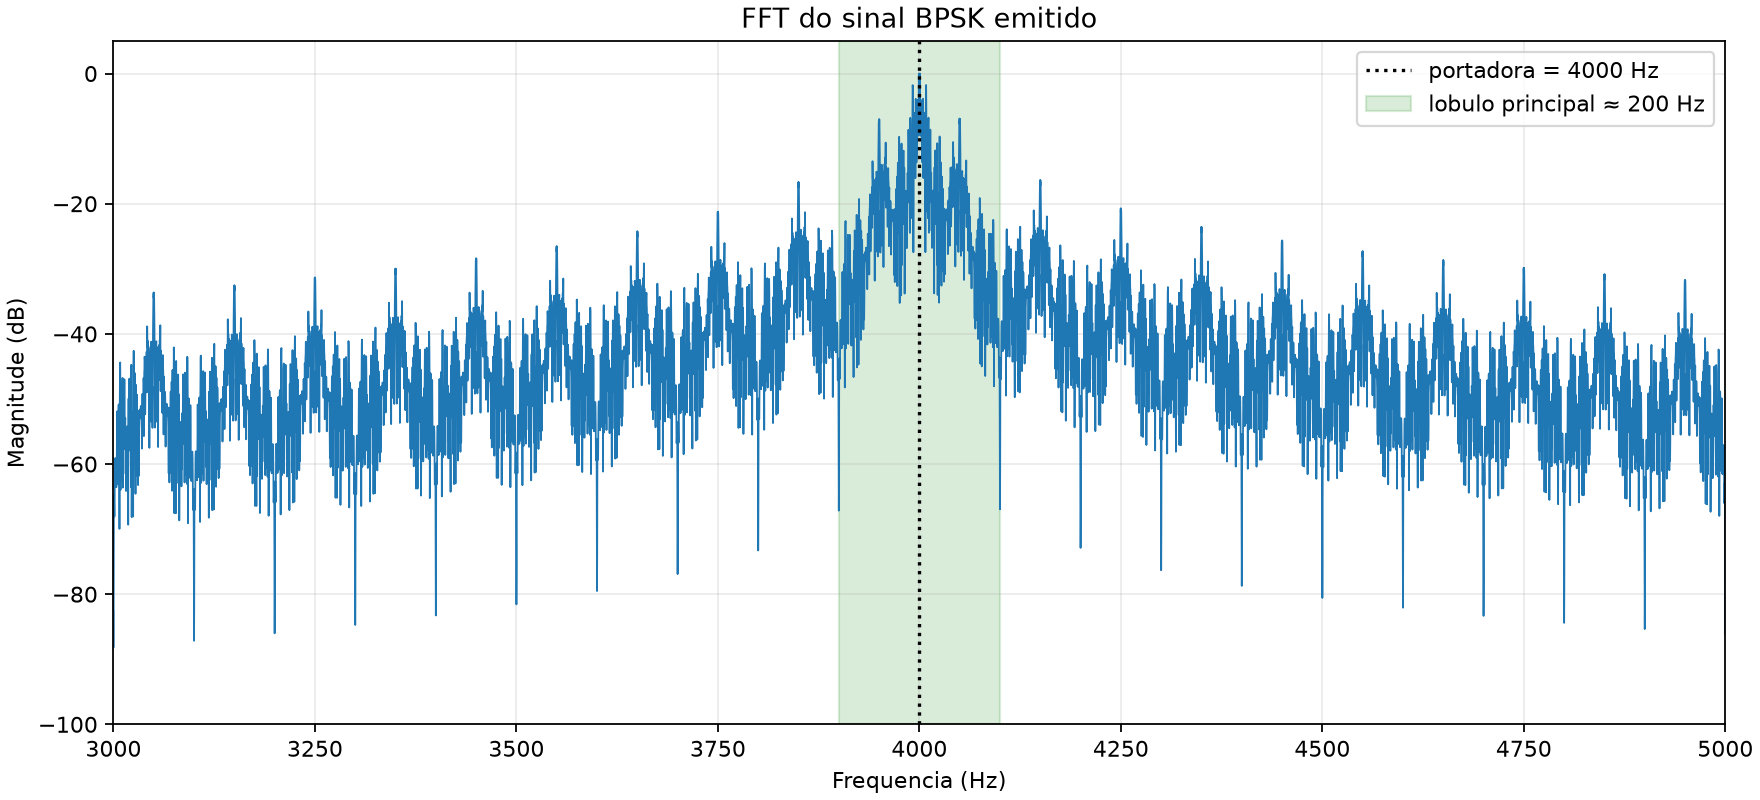 FFT do sinal BPSK emitido
portadora = 4000 Hz
lobulo principal ≈ 200 Hz
Magnitude (dB)
0
−20
−40
−60
−80
−100
3000 3250 3500 3750 4000 4250 4500 4750 5000
Frequencia (Hz)